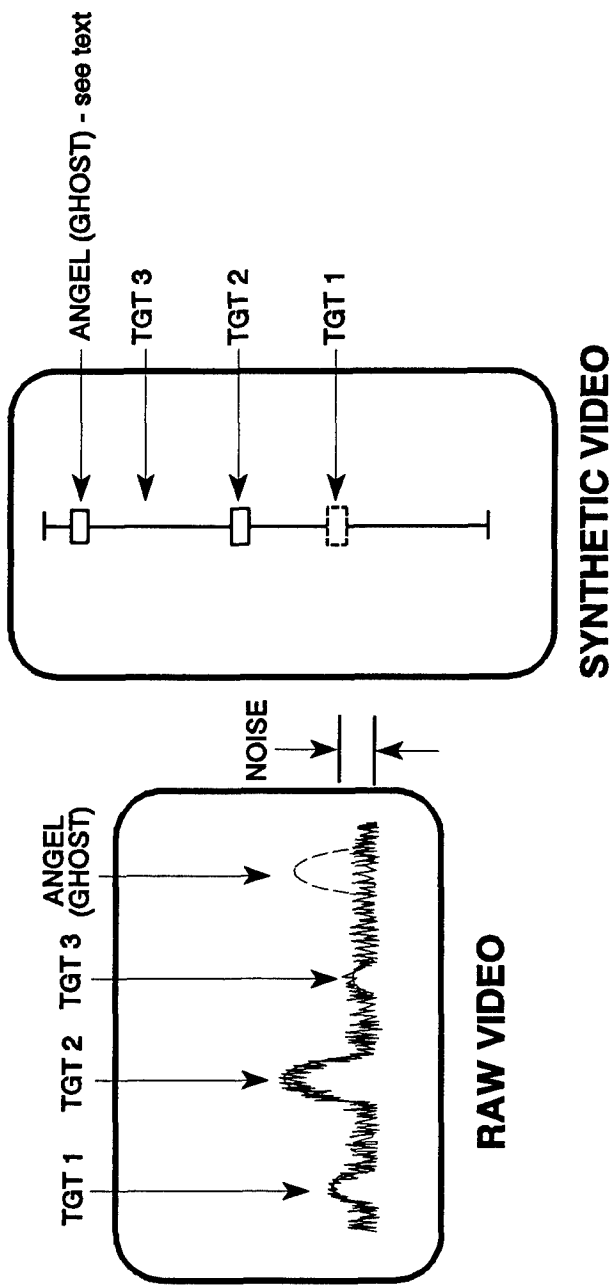 TGT 1
TGT 2
TGT 3
ANGEL
(GHOST)
NOISE
RAW VIDEO
ANGEL (GHOST) - see text
TGT 3
TGT 2
TGT 1
SYNTHETIC VIDEO